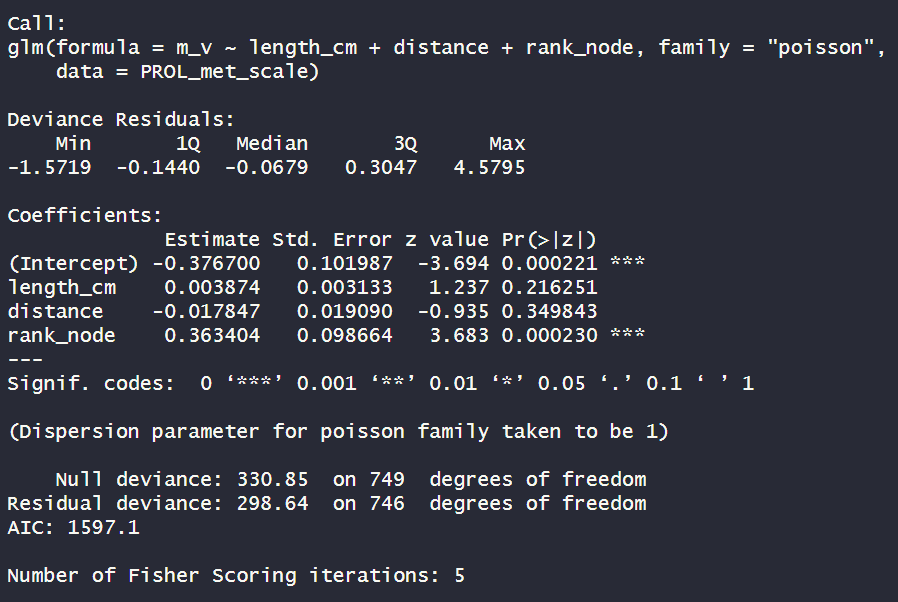 Call:
glm(formula = m_v ~ length_cm + distance + rank_node, family = "poisson",
    data = PROL_met_scale)

Deviance Residuals:
    Min       1Q   Median       3Q      Max
-1.5719  -0.1440  -0.0679   0.3047   4.5795

Coefficients:
             Estimate Std. Error z value Pr(>|z|)
(Intercept) -0.376700   0.101987  -3.694 0.000221 ***
length_cm    0.003874   0.003133   1.237 0.216251
distance    -0.017847   0.019090  -0.935 0.349843
rank_node    0.363404   0.098664   3.683 0.000230 ***
---
Signif. codes:  0 ‘***’ 0.001 ‘**’ 0.01 ‘*’ 0.05 ‘.’ 0.1 ‘ ’ 1

(Dispersion parameter for poisson family taken to be 1)

    Null deviance: 330.85  on 749  degrees of freedom
Residual deviance: 298.64  on 746  degrees of freedom
AIC: 1597.1

Number of Fisher Scoring iterations: 5